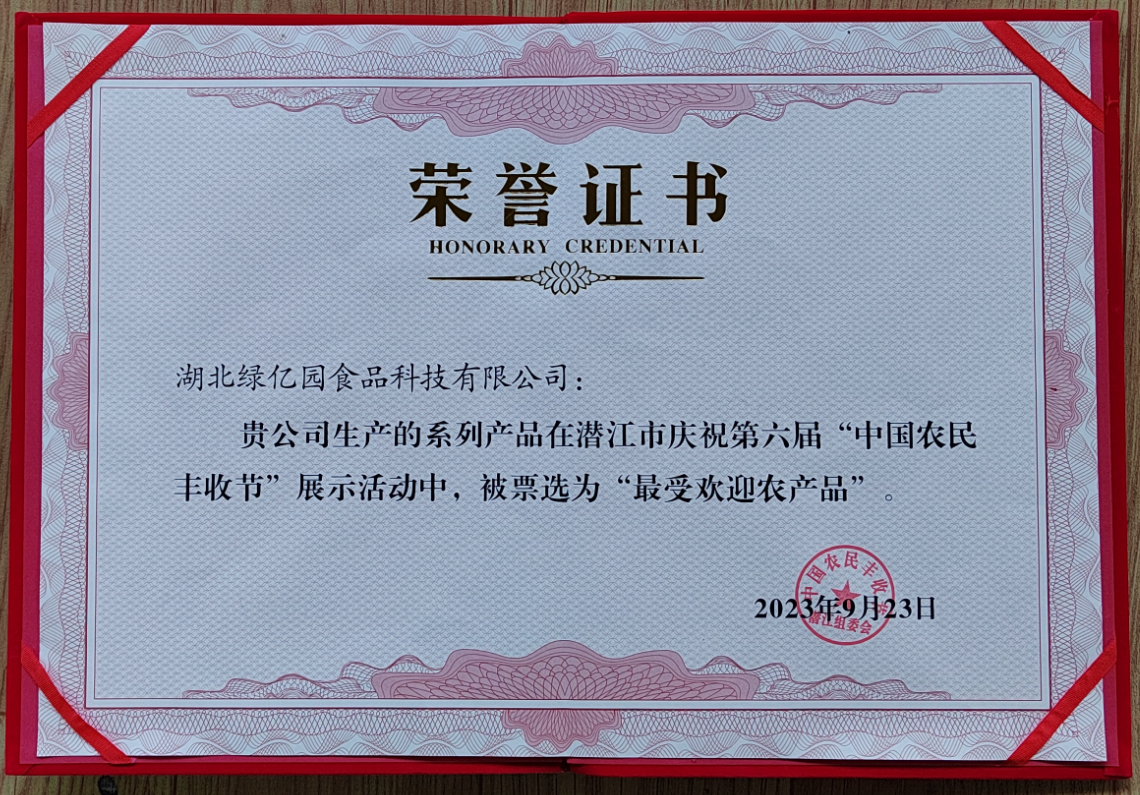 荣誉证书
HONORARY CREDENTIAL
湖北绿亿园食品科技有限公司：
贵公司生产的系列产品在潜江市庆祝第六届“中国农民
丰收节”展示活动中，被票选为“最受欢迎农产品”。
中国农民丰收节
潜江组委会
2023年9月23日